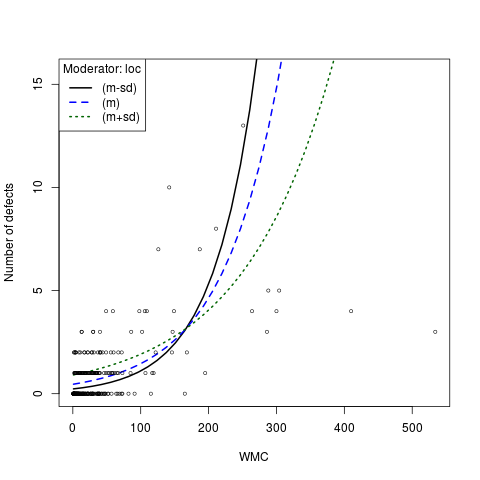 Moderator: loc
(m-sd)
(m)
(m+sd)
15
10
5
0
Number of defects
0 100 200 300 400 500
WMC